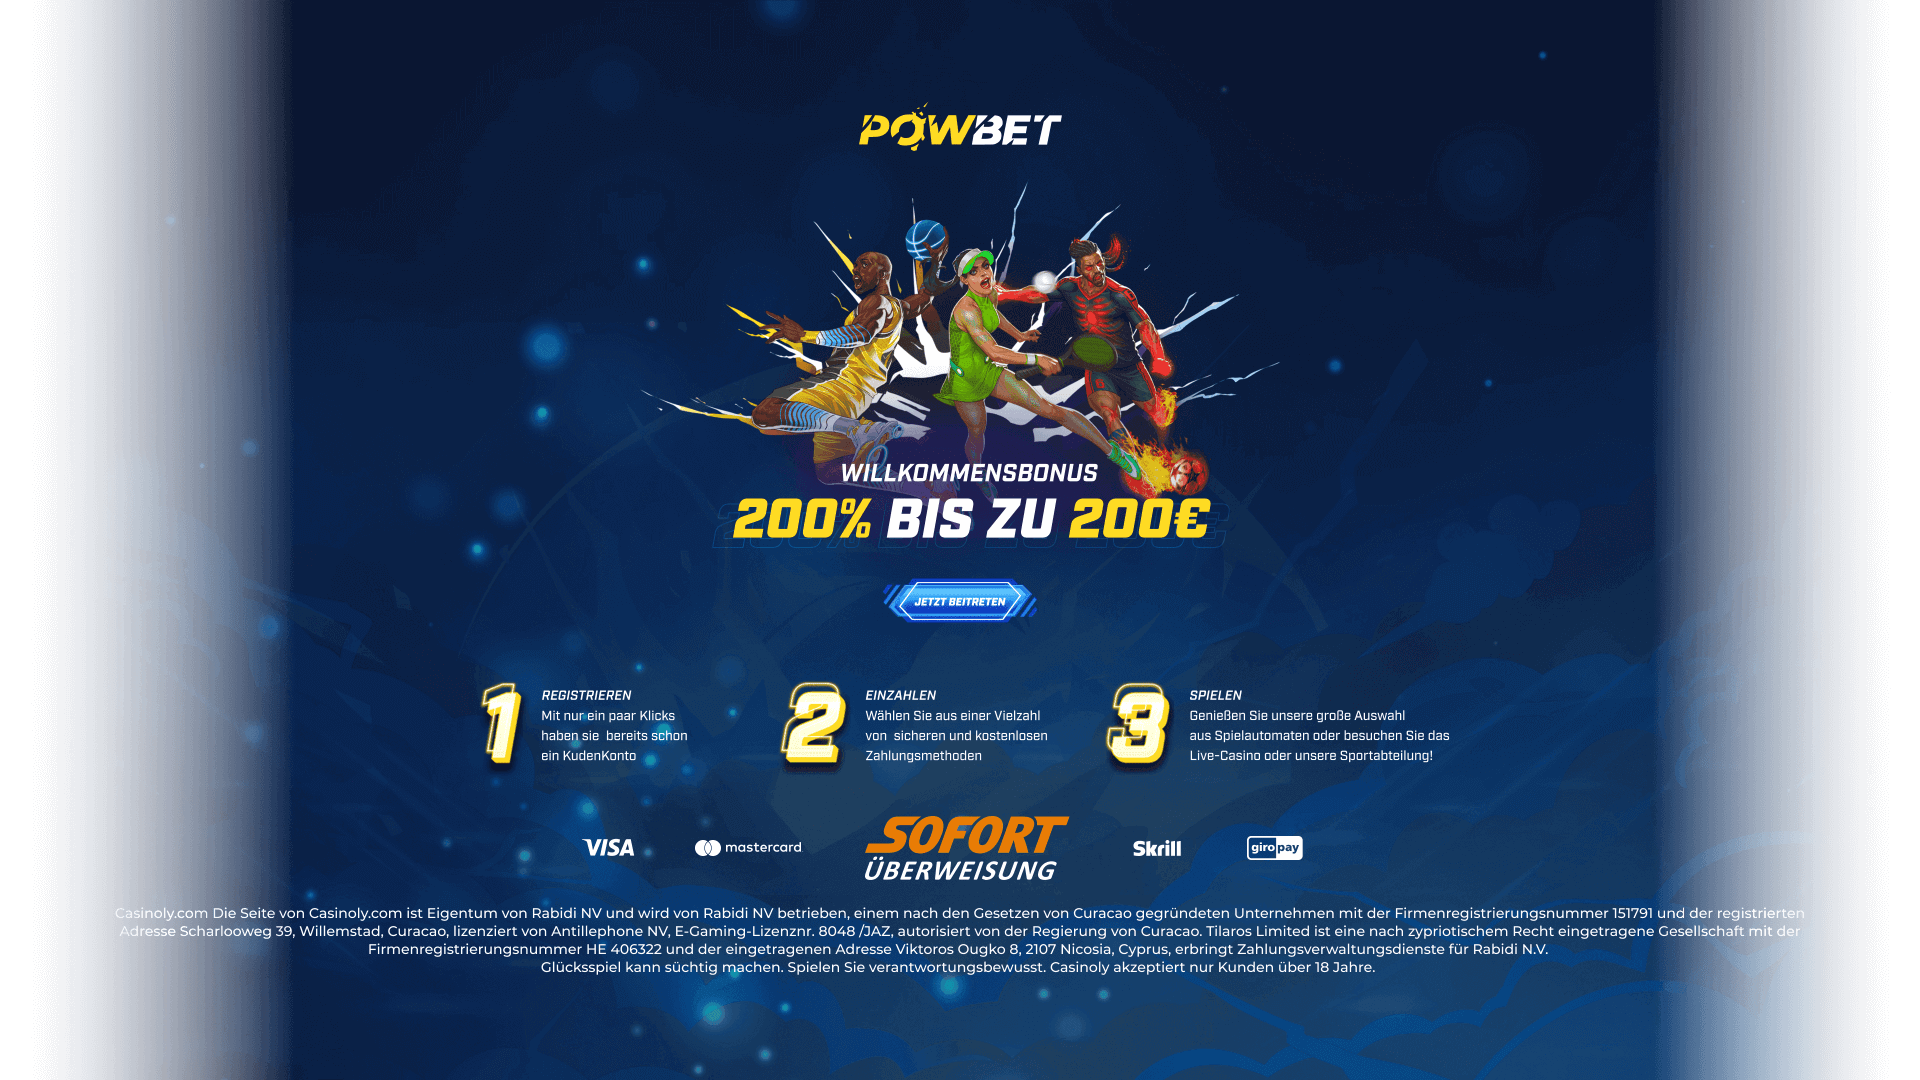 POWBET
WILLKOMMENSBONUS
200% BIS ZU 200€
JETZT BEITRETEN
1
REGISTRIEREN
Mit nur ein paar Klicks
haben sie bereits schon
ein KudenKonto
2
EINZAHLEN
Wählen Sie aus einer Vielzahl
von sicheren und kostenlosen
Zahlungsmethoden
3
SPIELEN
Genießen Sie unsere große Auswahl
aus Spielautomaten oder besuchen Sie das
Live-Casino oder unsere Sportabteilung!
VISA
mastercard
SOFORT
ÜBERWEISUNG
Skrill
giropay
Casinoly.com Die Seite von Casinoly.com ist Eigentum von Rabidi NV und wird von Rabidi NV betrieben, einem nach den Gesetzen von Curacao gegründeten Unternehmen mit der Firmenregistrierungsnummer 151791 und der registrierten
Adresse Scharlooweg 39, Willemstad, Curacao, lizenziert von Antillephone NV, E-Gaming-Lizenznr. 8048 /JAZ, autorisiert von der Regierung von Curacao. Tilaros Limited ist eine nach zypriotischem Recht eingetragene Gesellschaft mit der
Firmenregistrierungsnummer HE 406322 und der eingetragenen Adresse Viktoros Ougko 8, 2107 Nicosia, Cyprus, erbringt Zahlungsverwaltungsdienste für Rabidi N.V.
Glücksspiel kann süchtig machen. Spielen Sie verantwortungsbewusst. Casinoly akzeptiert nur Kunden über 18 Jahre.